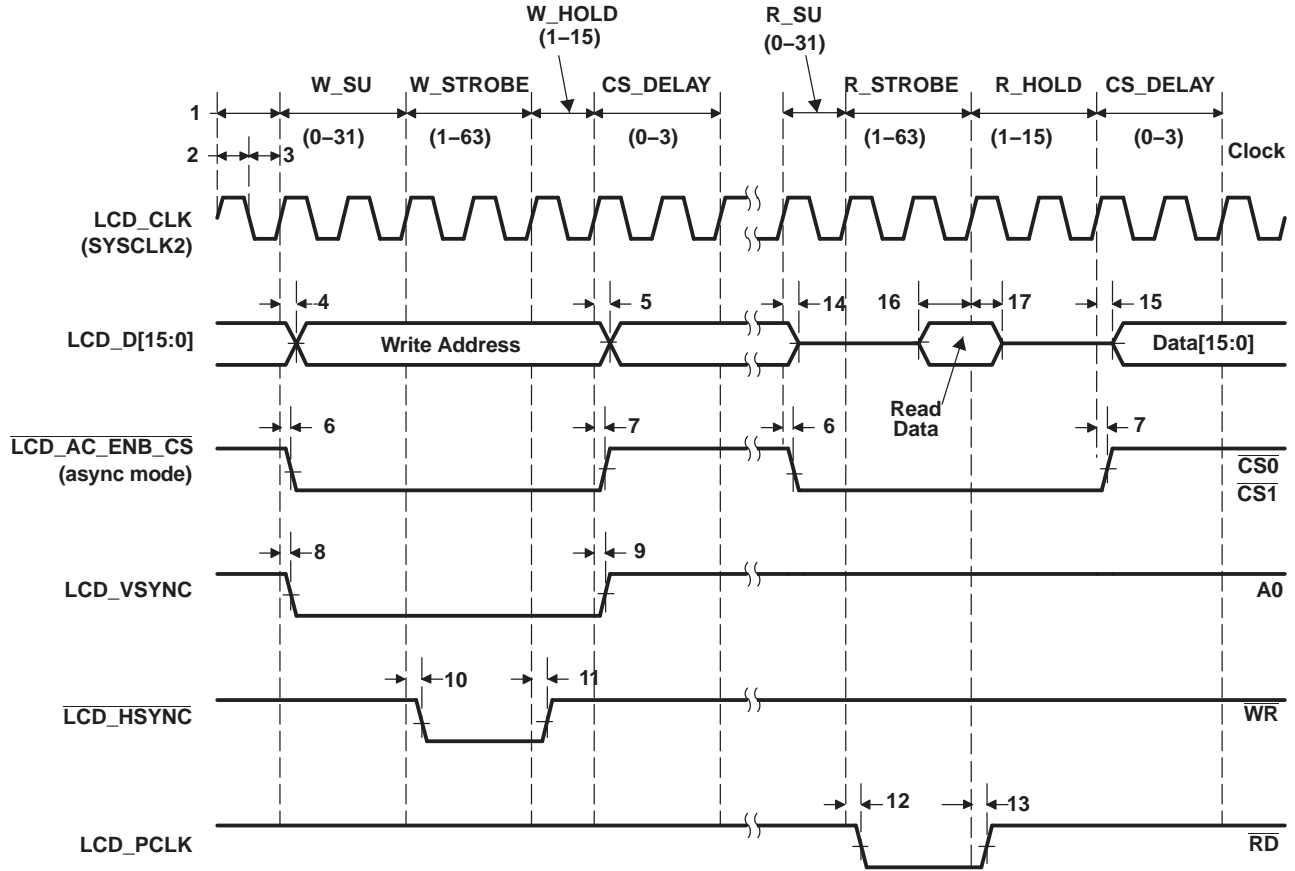 W_HOLD
(1–15)
R_SU
(0–31)
W_SU
W_STROBE
CS_DELAY
R_STROBE
R_HOLD
CS_DELAY
1
(0–31)
(1–63)
(0–3)
(1–63)
(1–15)
(0–3)
2
3
Clock
LCD_CLK
(SYSCLK2)
4
5
14
16
17
15
LCD_D[15:0]
Write Address
Data[15:0]
Read
Data
6
7
6
7
LCD_AC_ENB_CS
(async mode)
CS0
CS1
8
9
LCD_VSYNC
A0
10
11
LCD_HSYNC
WR
12
13
LCD_PCLK
RD